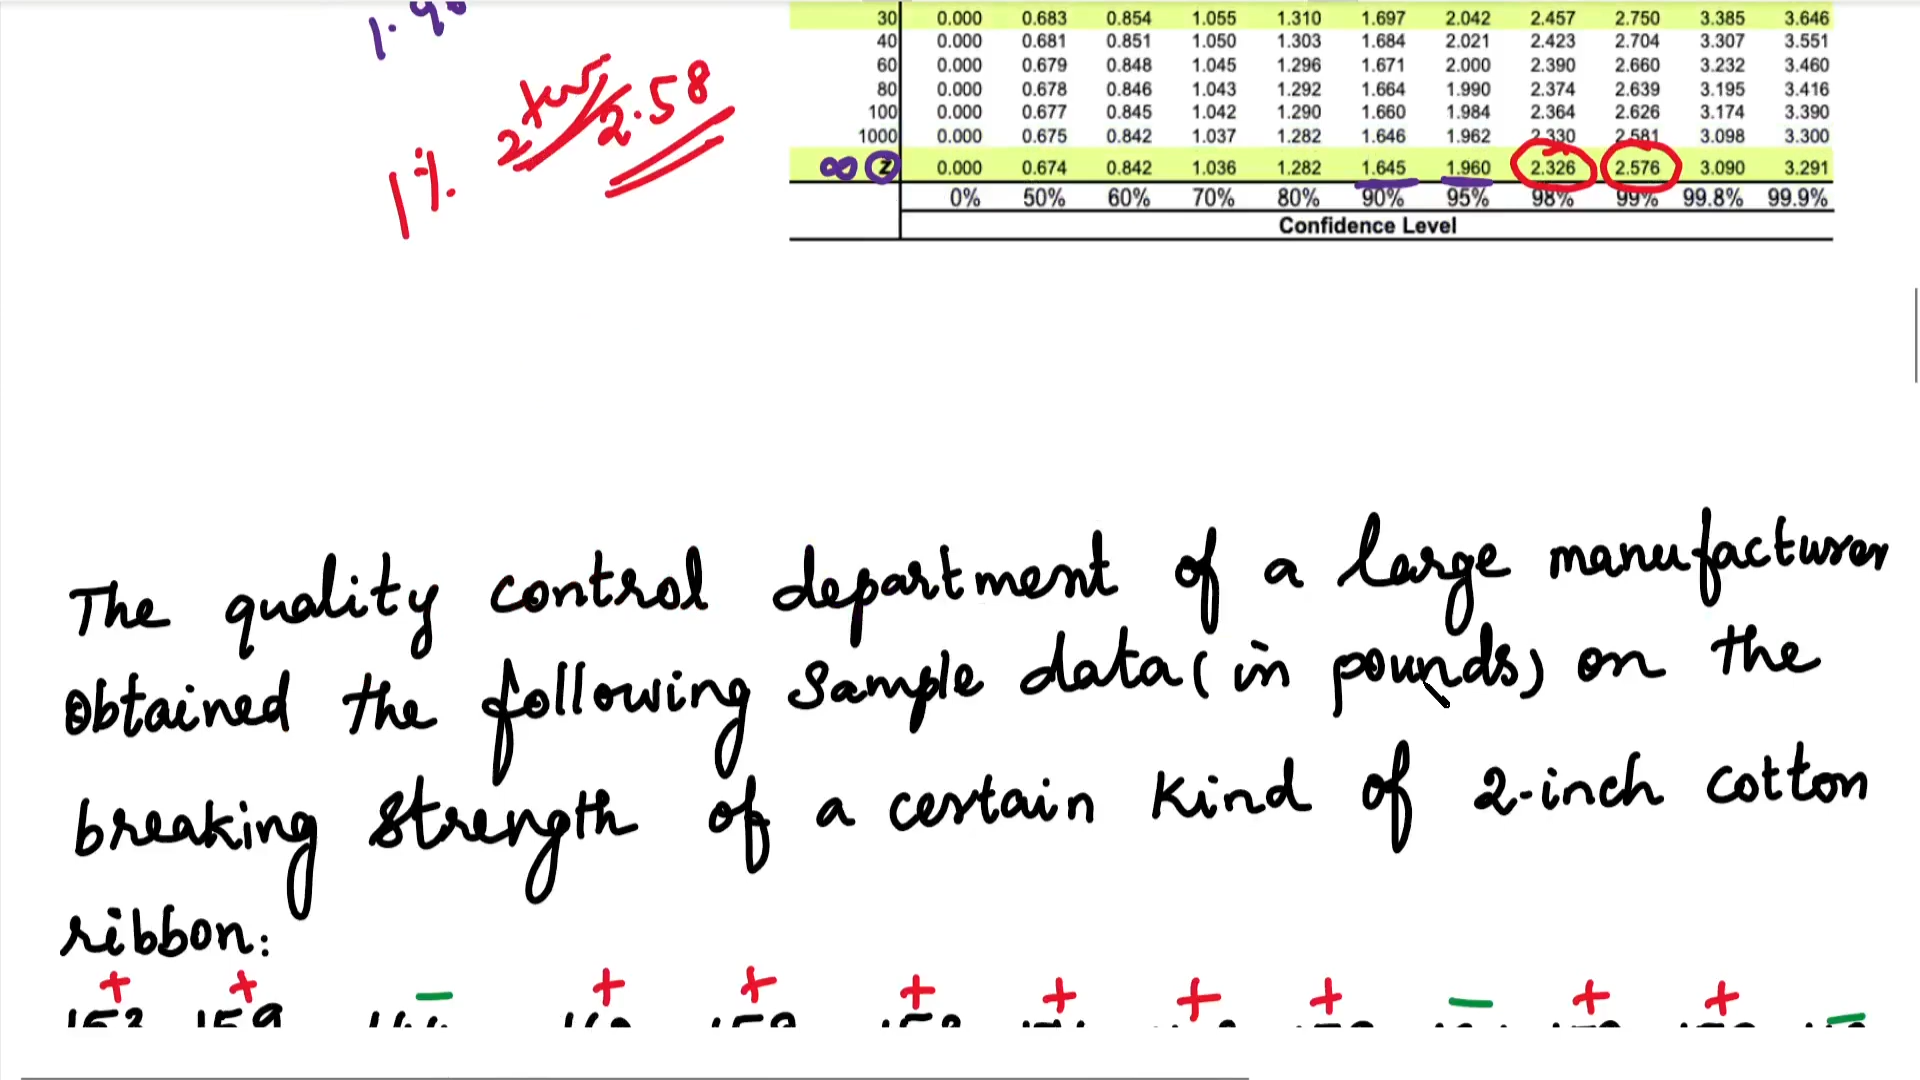 1.96
30 0.000 0.683 0.854 1.055 1.310 1.697 2.042 2.457 2.750 3.385 3.646
40 0.000 0.681 0.851 1.050 1.303 1.684 2.021 2.423 2.704 3.307 3.551
60 0.000 0.679 0.848 1.045 1.296 1.671 2.000 2.390 2.660 3.232 3.460
80 0.000 0.678 0.846 1.043 1.292 1.664 1.990 2.374 2.639 3.195 3.416
100 0.000 0.677 0.845 1.042 1.290 1.660 1.984 2.364 2.626 3.174 3.390
1000 0.000 0.675 0.842 1.037 1.282 1.646 1.962 2.330 2.581 3.098 3.300
∞ z 0.000 0.674 0.842 1.036 1.282 1.645 1.960 2.326 2.576 3.090 3.291
0% 50% 60% 70% 80% 90% 95% 98% 99% 99.8% 99.9%
Confidence Level
1%. 2 2.58
The quality control department of a large manufacturer
obtained the following sample data (in pounds) on the
breaking strength of a certain kind of 2-inch cotton
ribbon:
+ + - + + + + + + - + + -